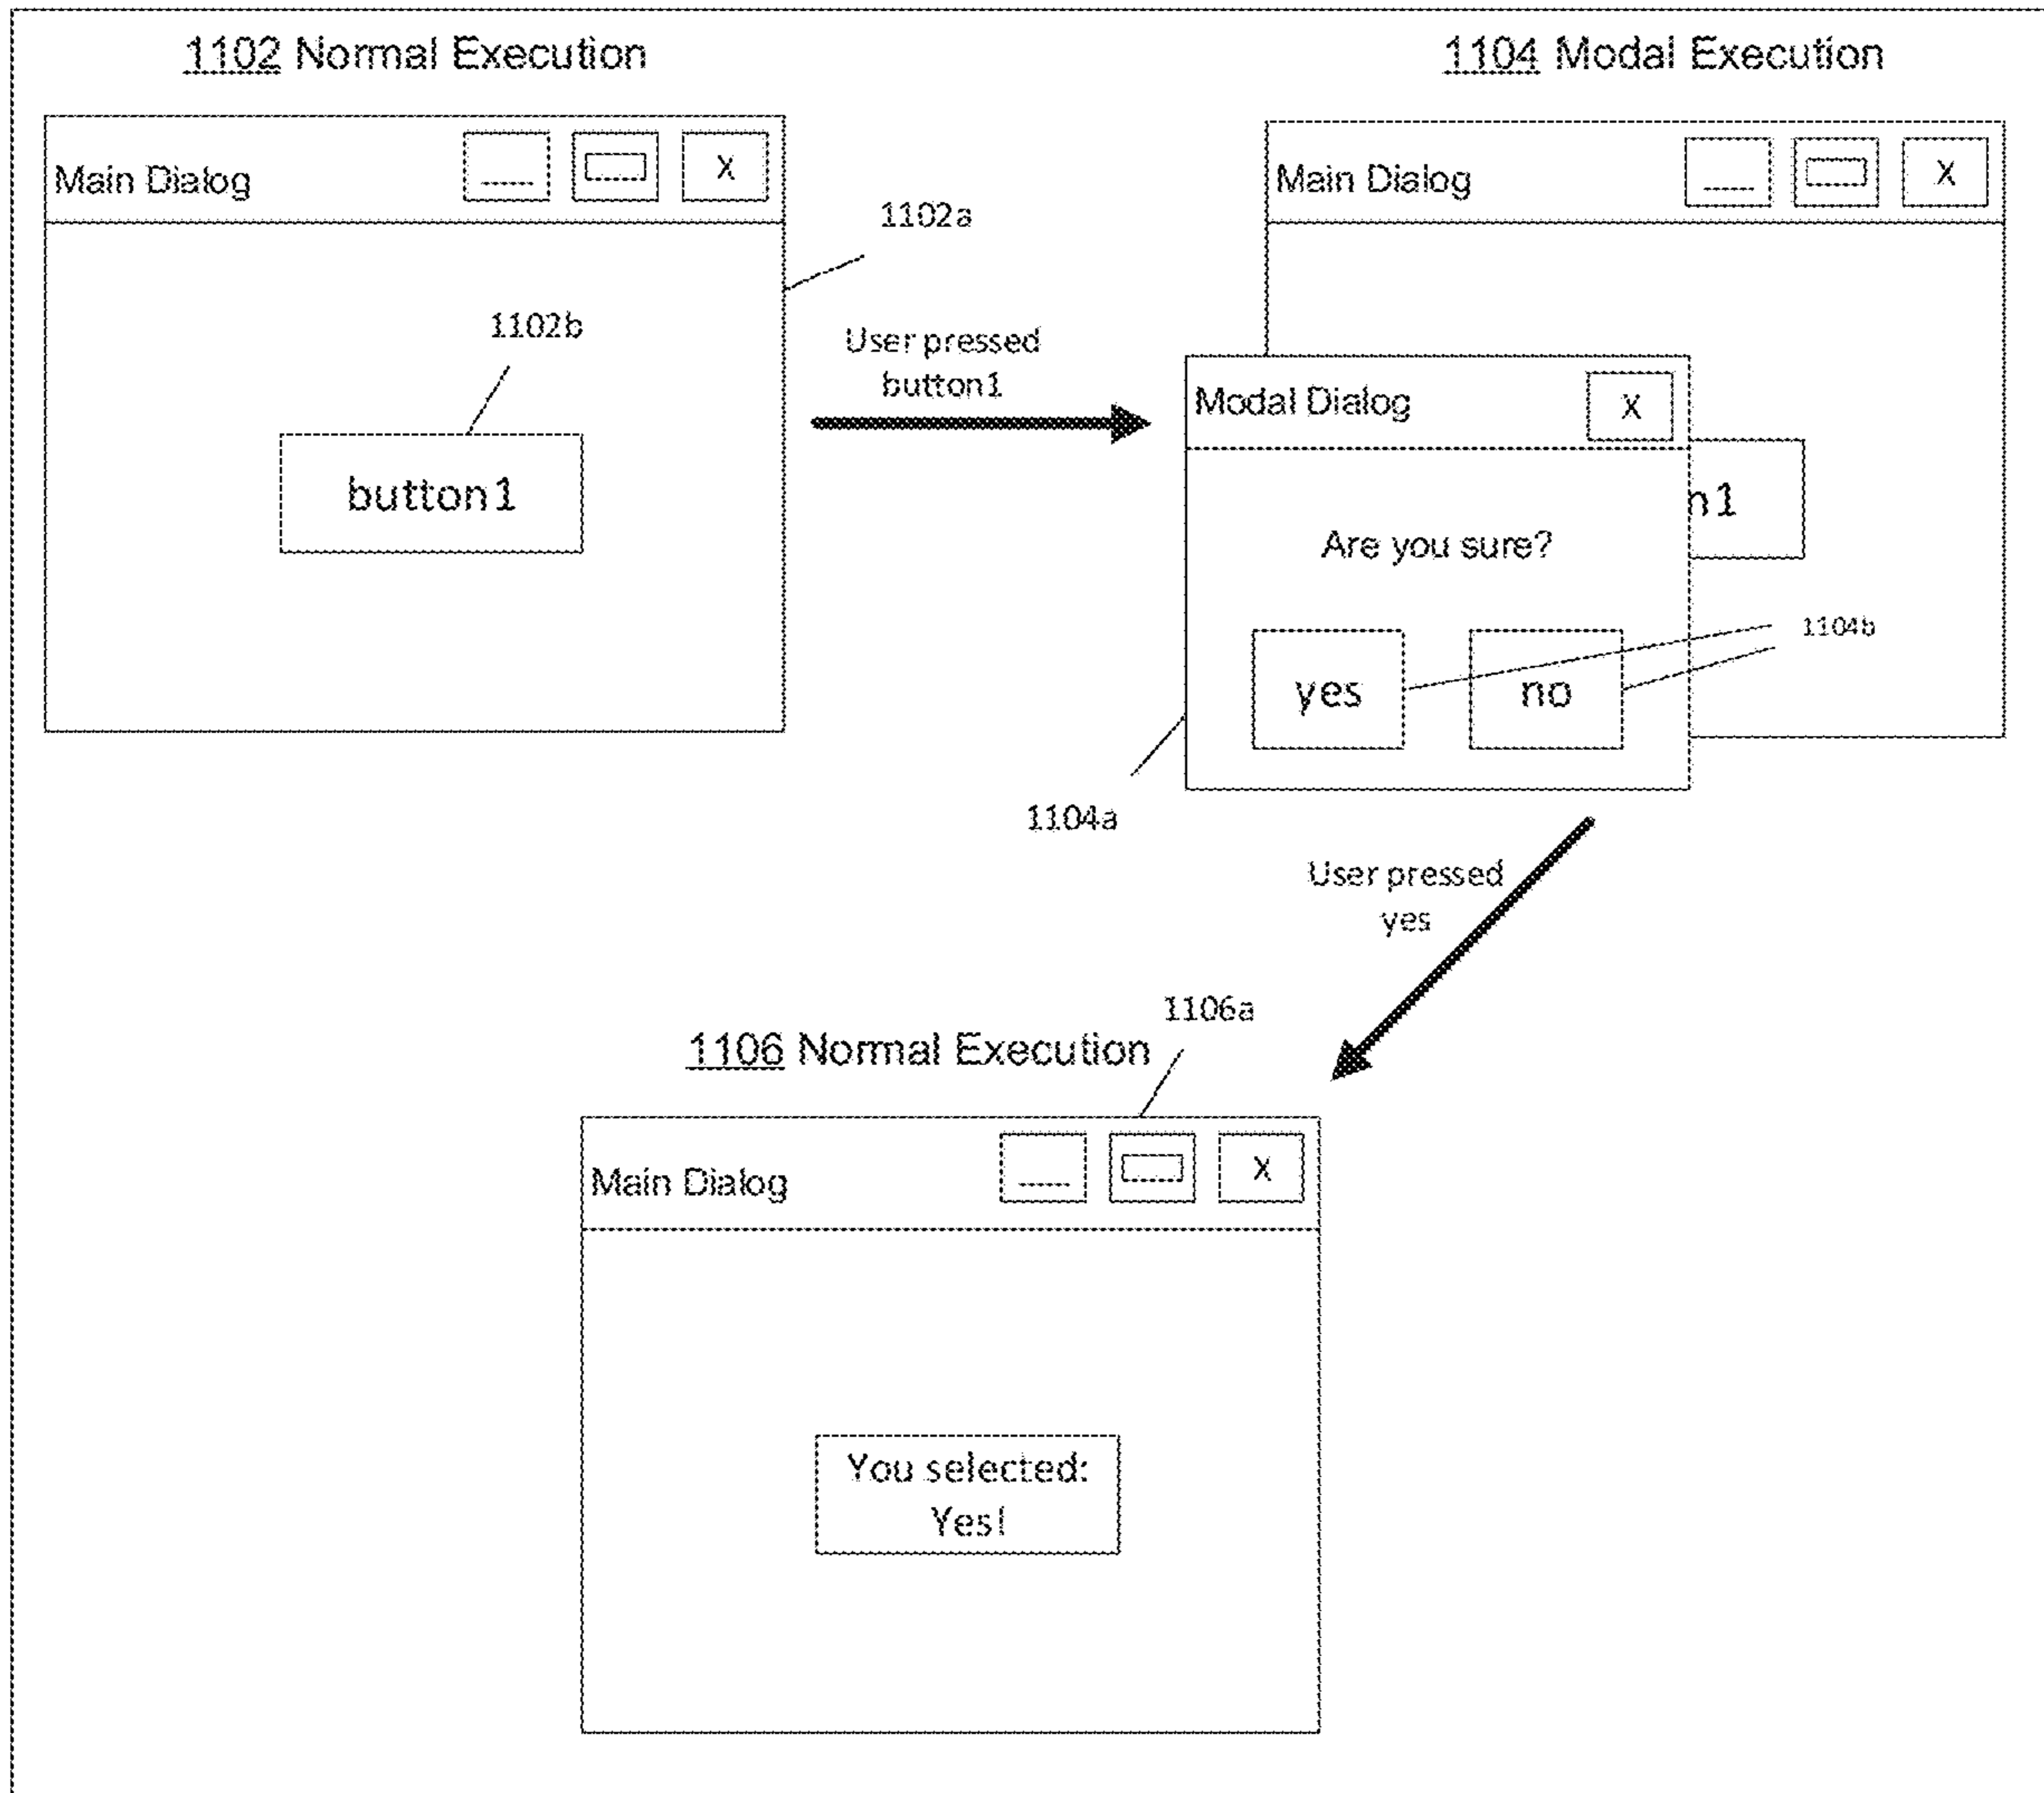 1102 Normal Execution
Main Dialog
X
1102a
1102b
button1
User pressed
button1
1104 Modal Execution
Main Dialog
X
Modal Dialog
X
n1
Are you sure?
yes
no
1104b
1104a
User pressed
yes
1106 Normal Execution
1106a
Main Dialog
X
You selected:
Yes!